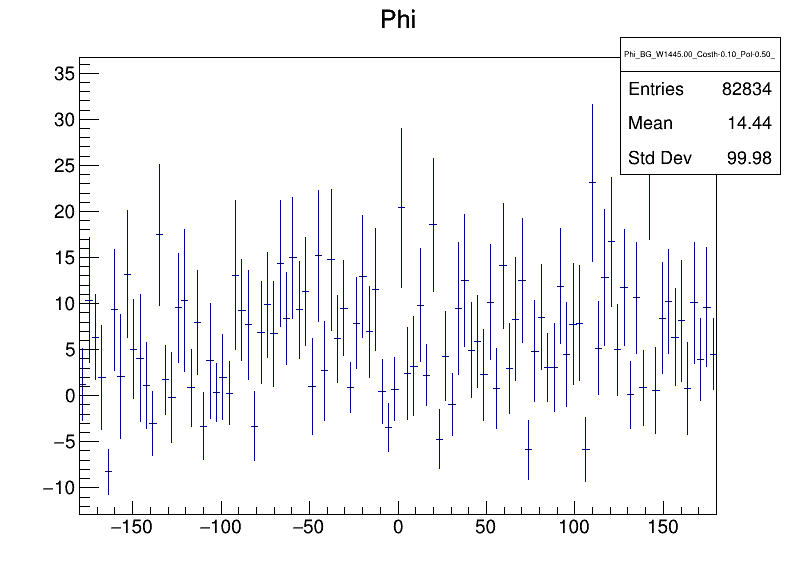 Phi
Phi_BG_W1445.00_Costh-0.10_Pol-0.50_
Entries 82834
Mean 14.44
Std Dev 99.98
35
30
25
20
15
10
5
0
−5
−10
−150 −100 −50 0 50 100 150